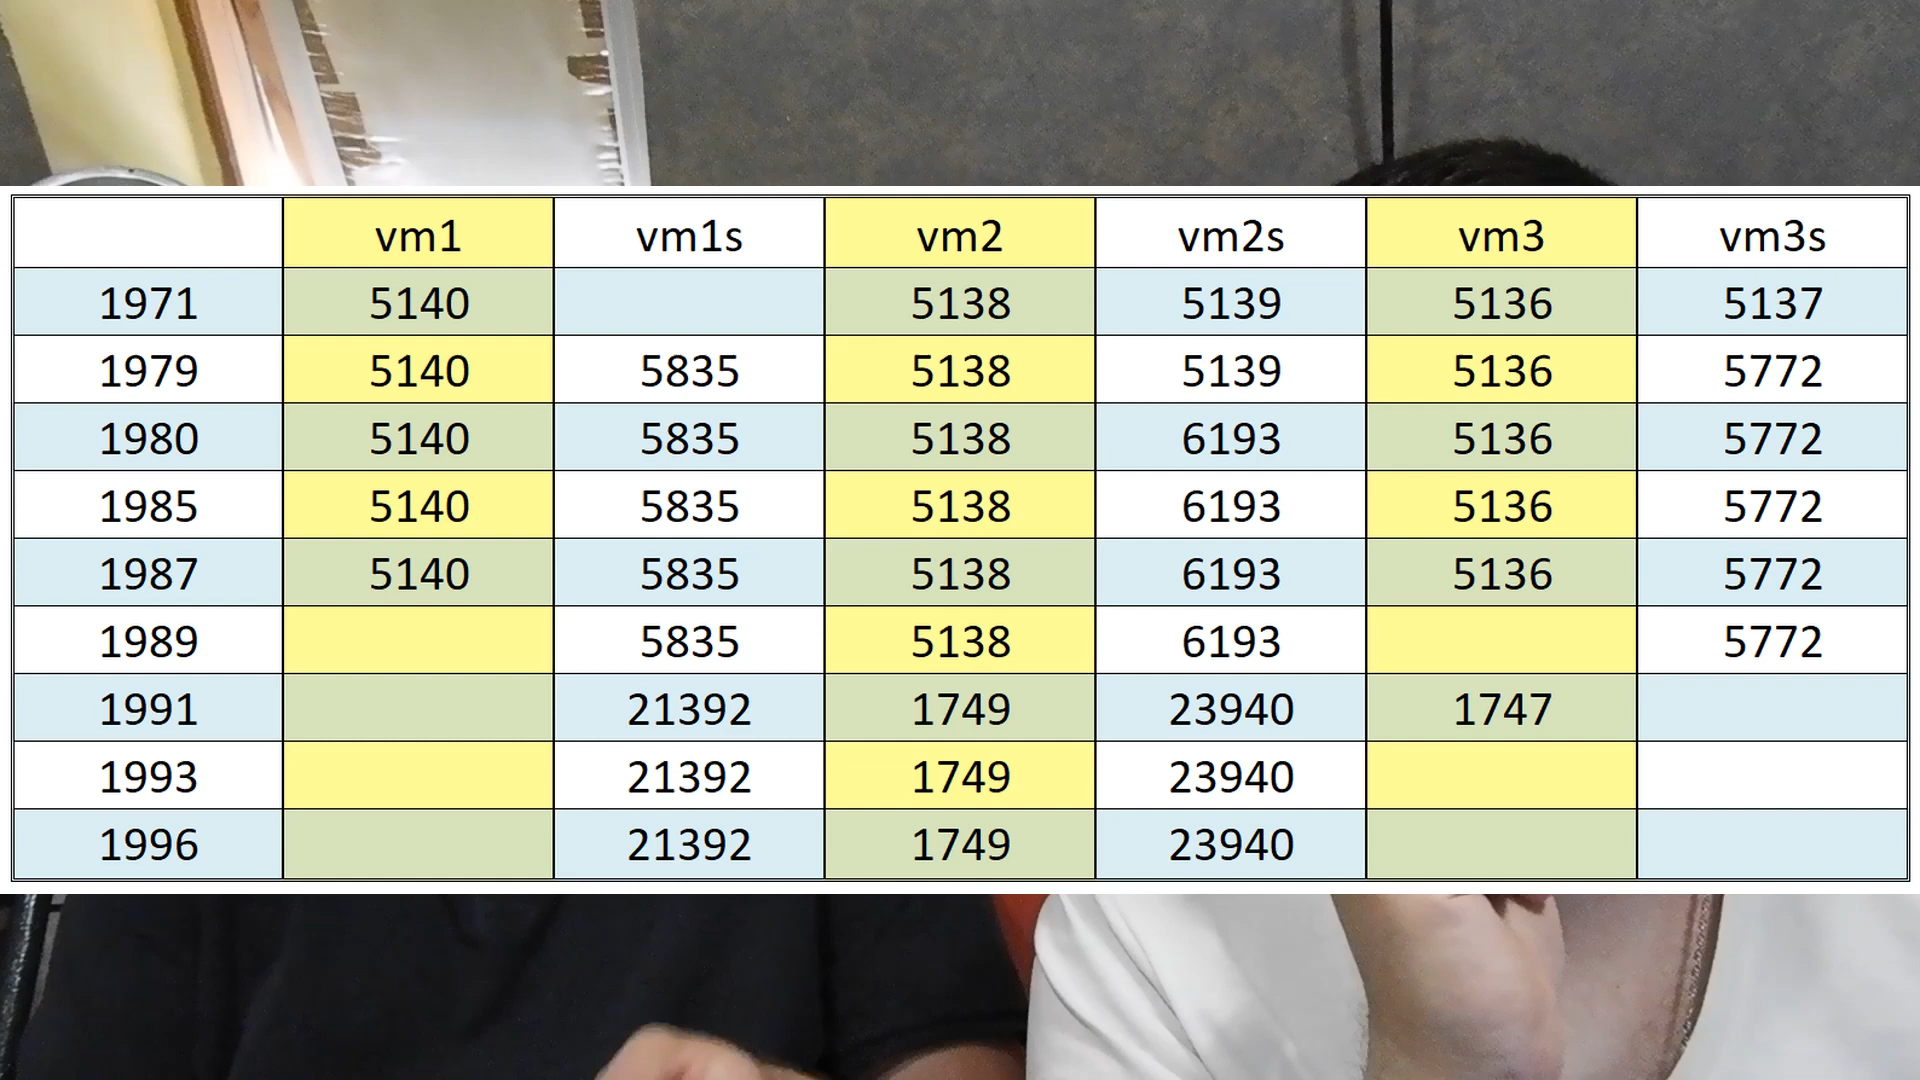 vm1 vm1s vm2 vm2s vm3 vm3s
1971 5140 5138 5139 5136 5137
1979 5140 5835 5138 5139 5136 5772
1980 5140 5835 5138 6193 5136 5772
1985 5140 5835 5138 6193 5136 5772
1987 5140 5835 5138 6193 5136 5772
1989 5835 5138 6193 5772
1991 21392 1749 23940 1747
1993 21392 1749 23940
1996 21392 1749 23940